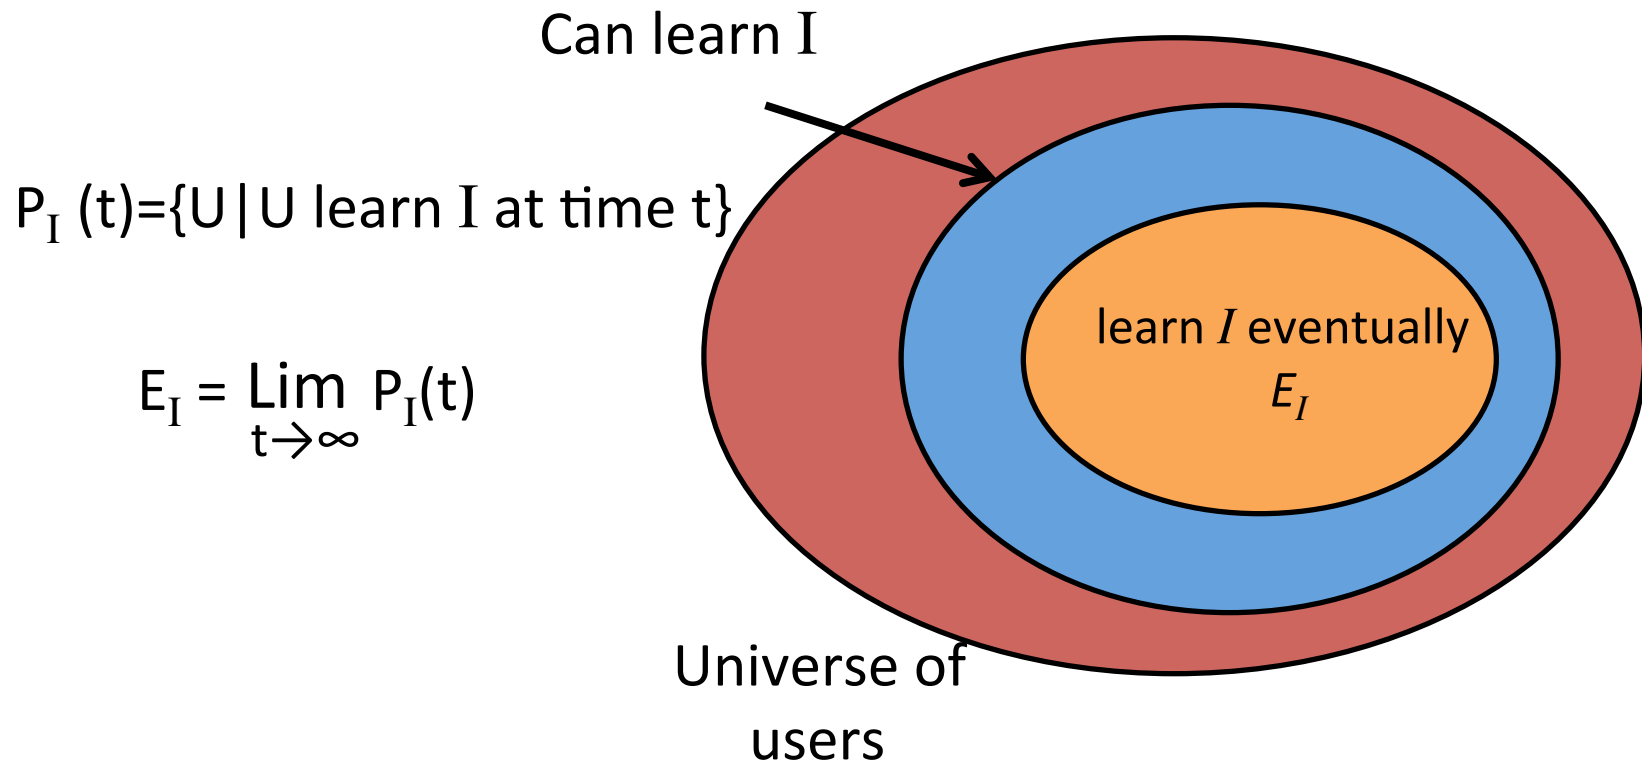 Can learn I
P_I (t)={U|U learn I at time t}
E_I = Lim P_I(t)
t→∞
learn I eventually
E_I
Universe of
users